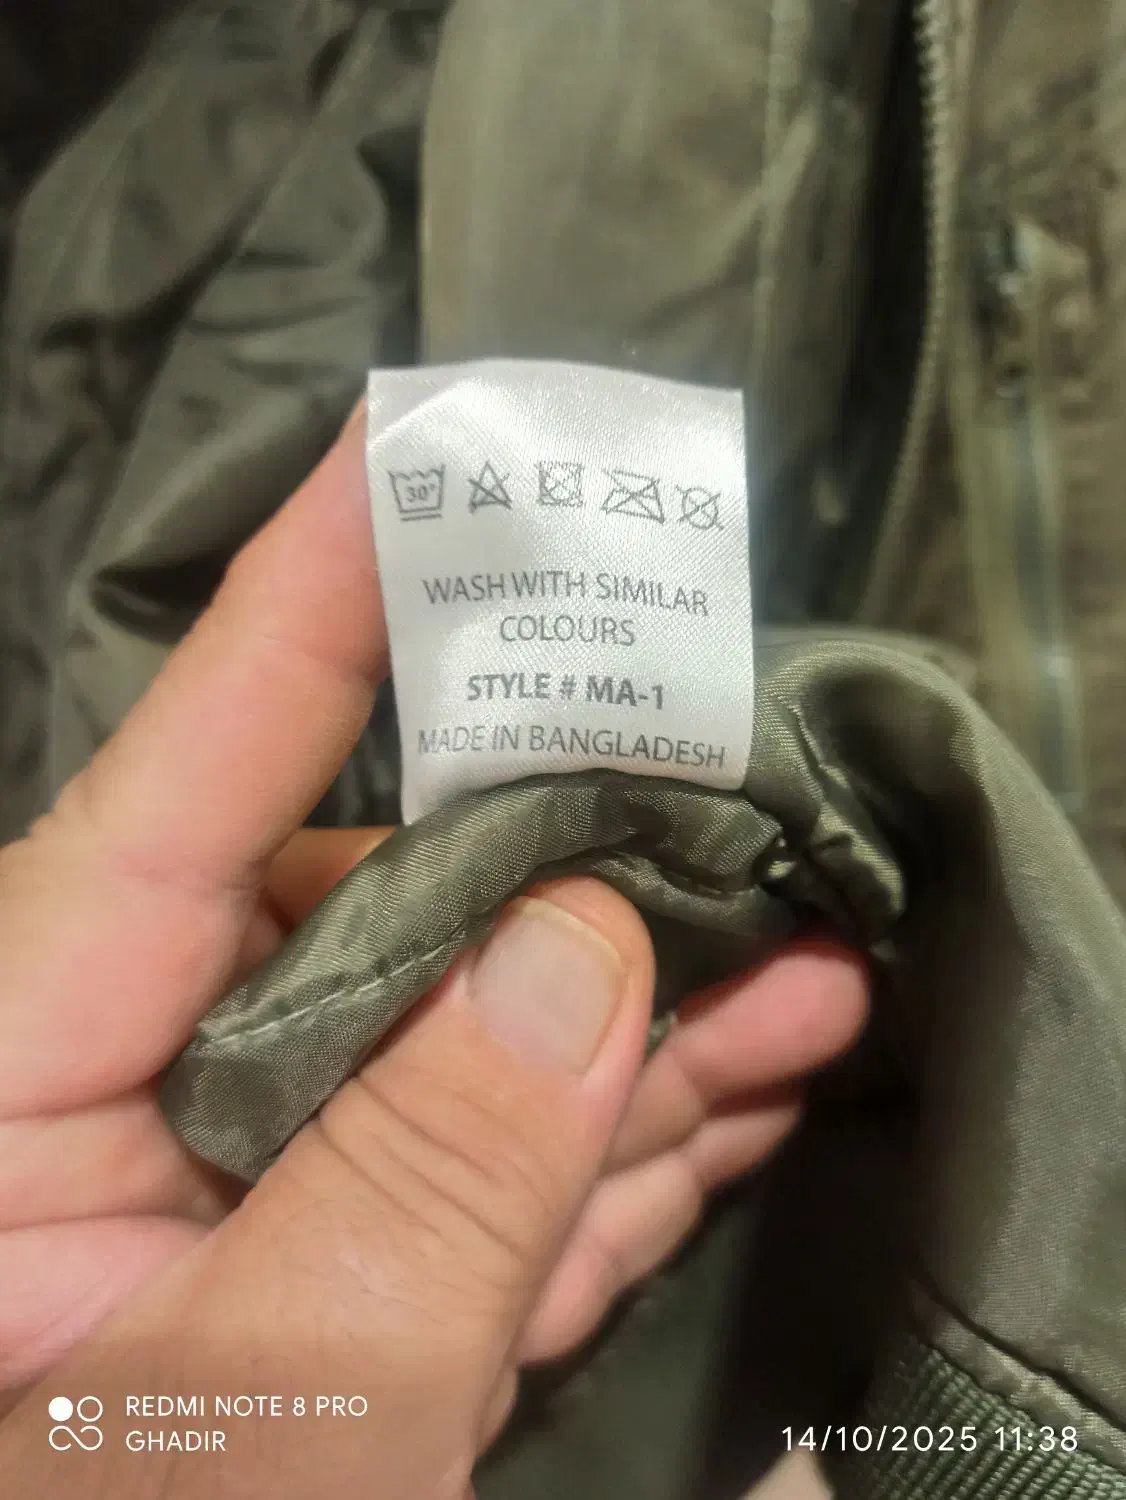 30°
WASH WITH SIMILAR
COLOURS
STYLE # MA-1
MADE IN BANGLADESH
REDMI NOTE 8 PRO
GHADIR
14/10/2025 11:38